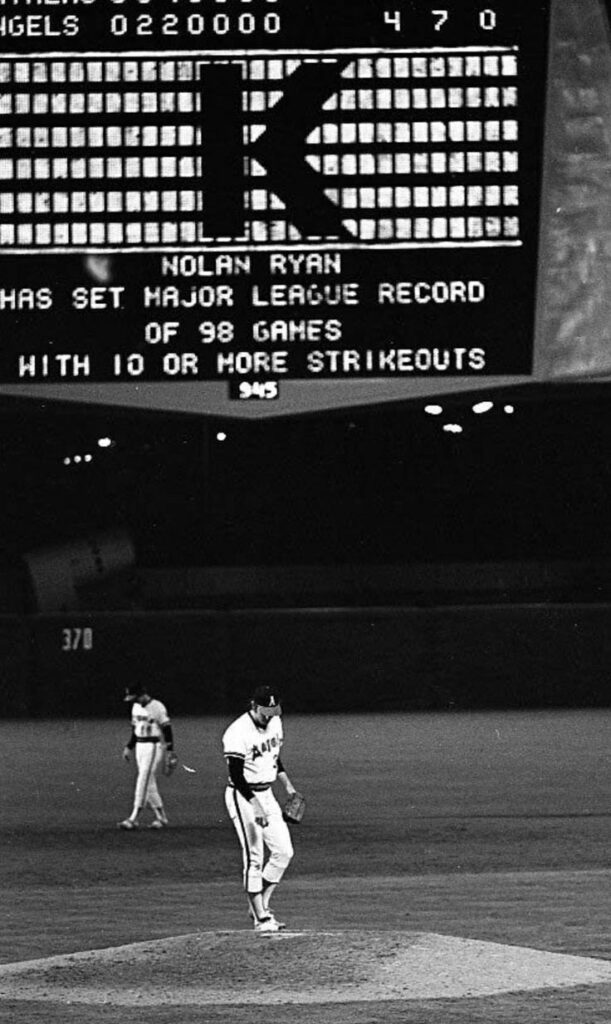 NGELS 0220000 4 7 0
K
NOLAN RYAN
HAS SET MAJOR LEAGUE RECORD
OF 98 GAMES
WITH 10 OR MORE STRIKEOUTS
945
370
A